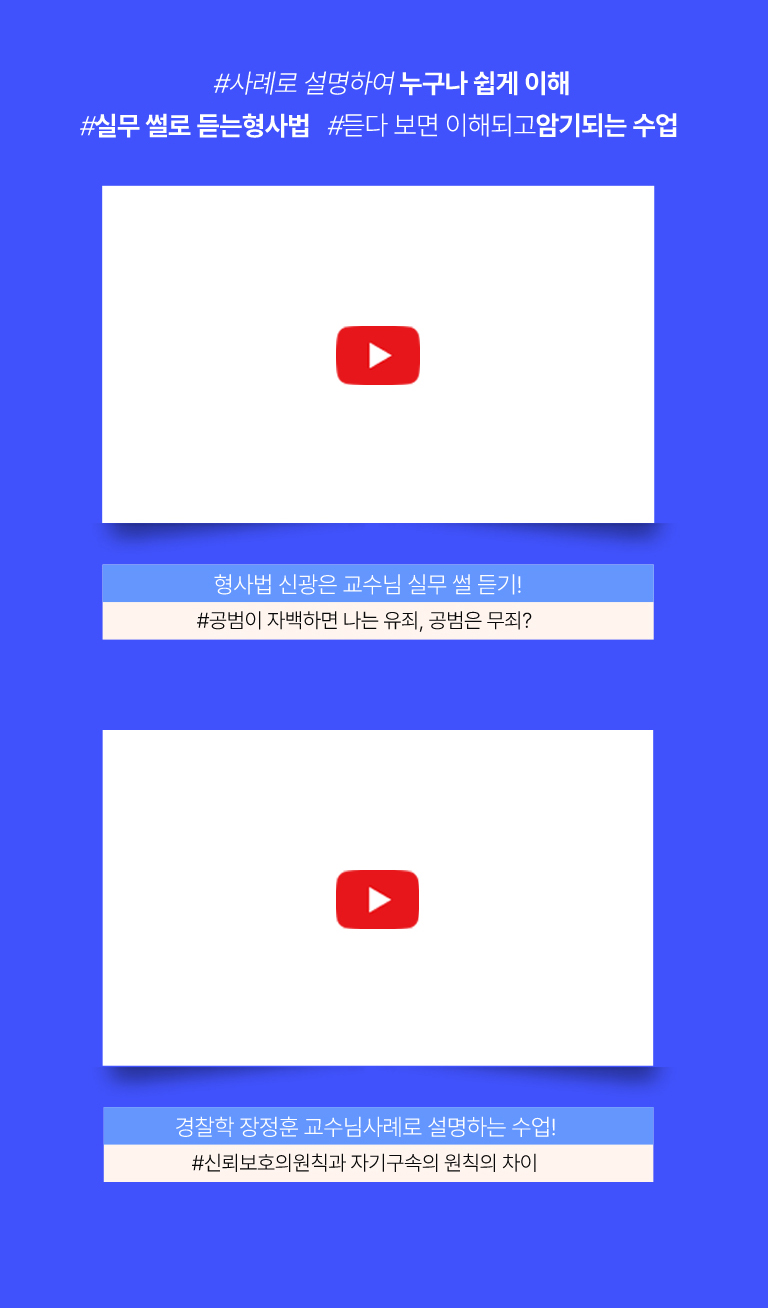 #사례로 설명하여 누구나 쉽게 이해
#실무 썰로 듣는형사법 #듣다 보면 이해되고암기되는 수업
형사법 신광은 교수님 실무 썰 듣기!
#공범이 자백하면 나는 유죄, 공범은 무죄?
경찰학 장정훈 교수님사례로 설명하는 수업!
#신뢰보호의원칙과 자기구속의 원칙의 차이